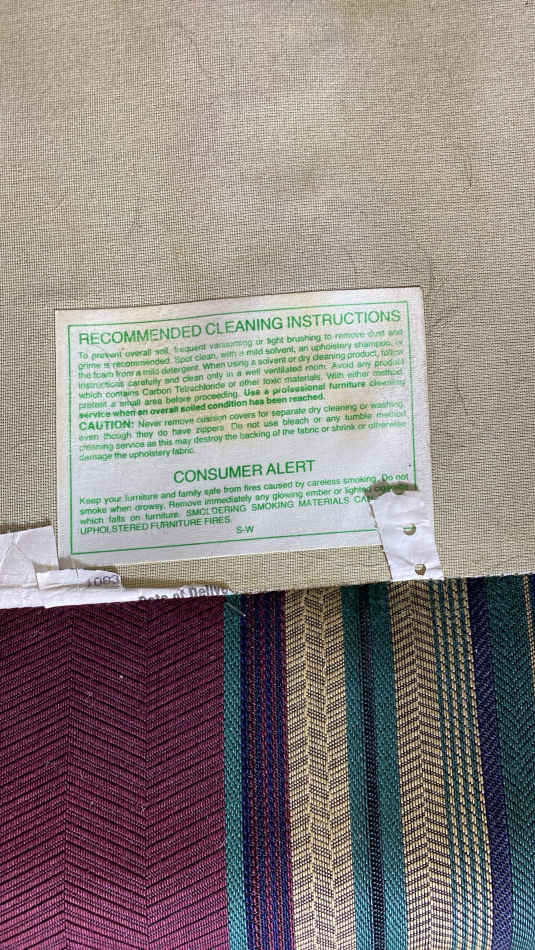 RECOMMENDED CLEANING INSTRUCTIONS
To prevent overall soil, frequent vacuuming or light brushing to remove dust and
grime is recommended. Spot clean, with a mild solvent, an upholstery shampoo, or
the foam from a mild detergent. When using a solvent or dry cleaning product, follow
instructions carefully and clean only in a well ventilated room. Avoid any product
which contains Carbon Tetrachloride or other toxic materials. With either method
pretest a small area before proceeding. Use a professional furniture cleaning
service when an overall soiled condition has been reached.
CAUTION: Never remove cushion covers for separate dry cleaning or washing,
even though they do have zippers. Do not use bleach or any tumble method
cleaning service as this may destroy the backing of the fabric or shrink or otherwise
damage the upholstery fabric.
CONSUMER ALERT
Keep your furniture and family safe from fires caused by careless smoking. Do not
smoke when drowsy. Remove immediately any glowing ember or lighted
which falls on furniture. SMOLDERING SMOKING MATERIALS CA
UPHOLSTERED FURNITURE FIRES.
S-W
1993
Date of Delive